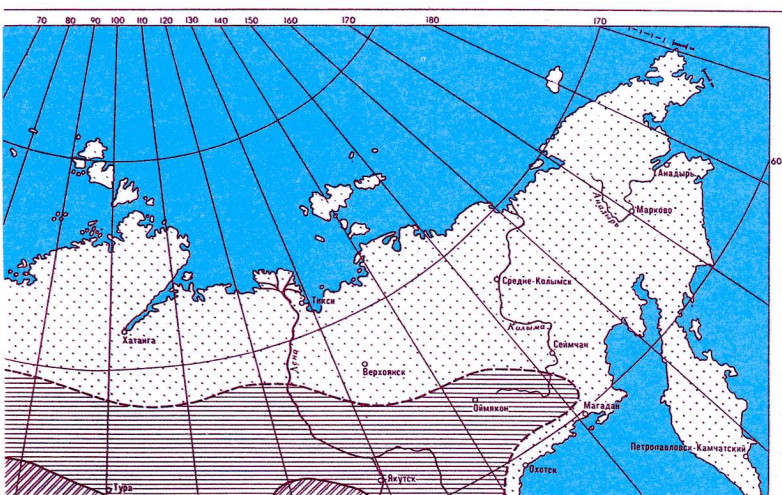 70 80 90 100 110 120 130 140 150 160 170 180 170
60
Анадырь
Анадырь
Марково
Средне-Колымск
Тикси
Колыма
Хатанга
Лена
Сеймчан
Верхоянск
Оймякон
Магадан
Петропавловск-Камчатский
Охотск
Якутск
Тура